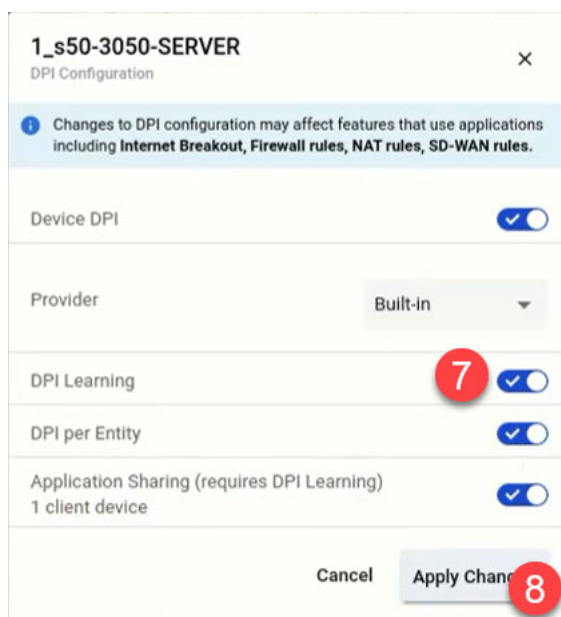 1_s50-3050-SERVER
DPI Configuration
Changes to DPI configuration may affect features that use applications
including Internet Breakout, Firewall rules, NAT rules, SD-WAN rules.
Device DPI
Provider
Built-in
DPI Learning
7
DPI per Entity
Application Sharing (requires DPI Learning)
1 client device
Cancel
Apply Chan
8